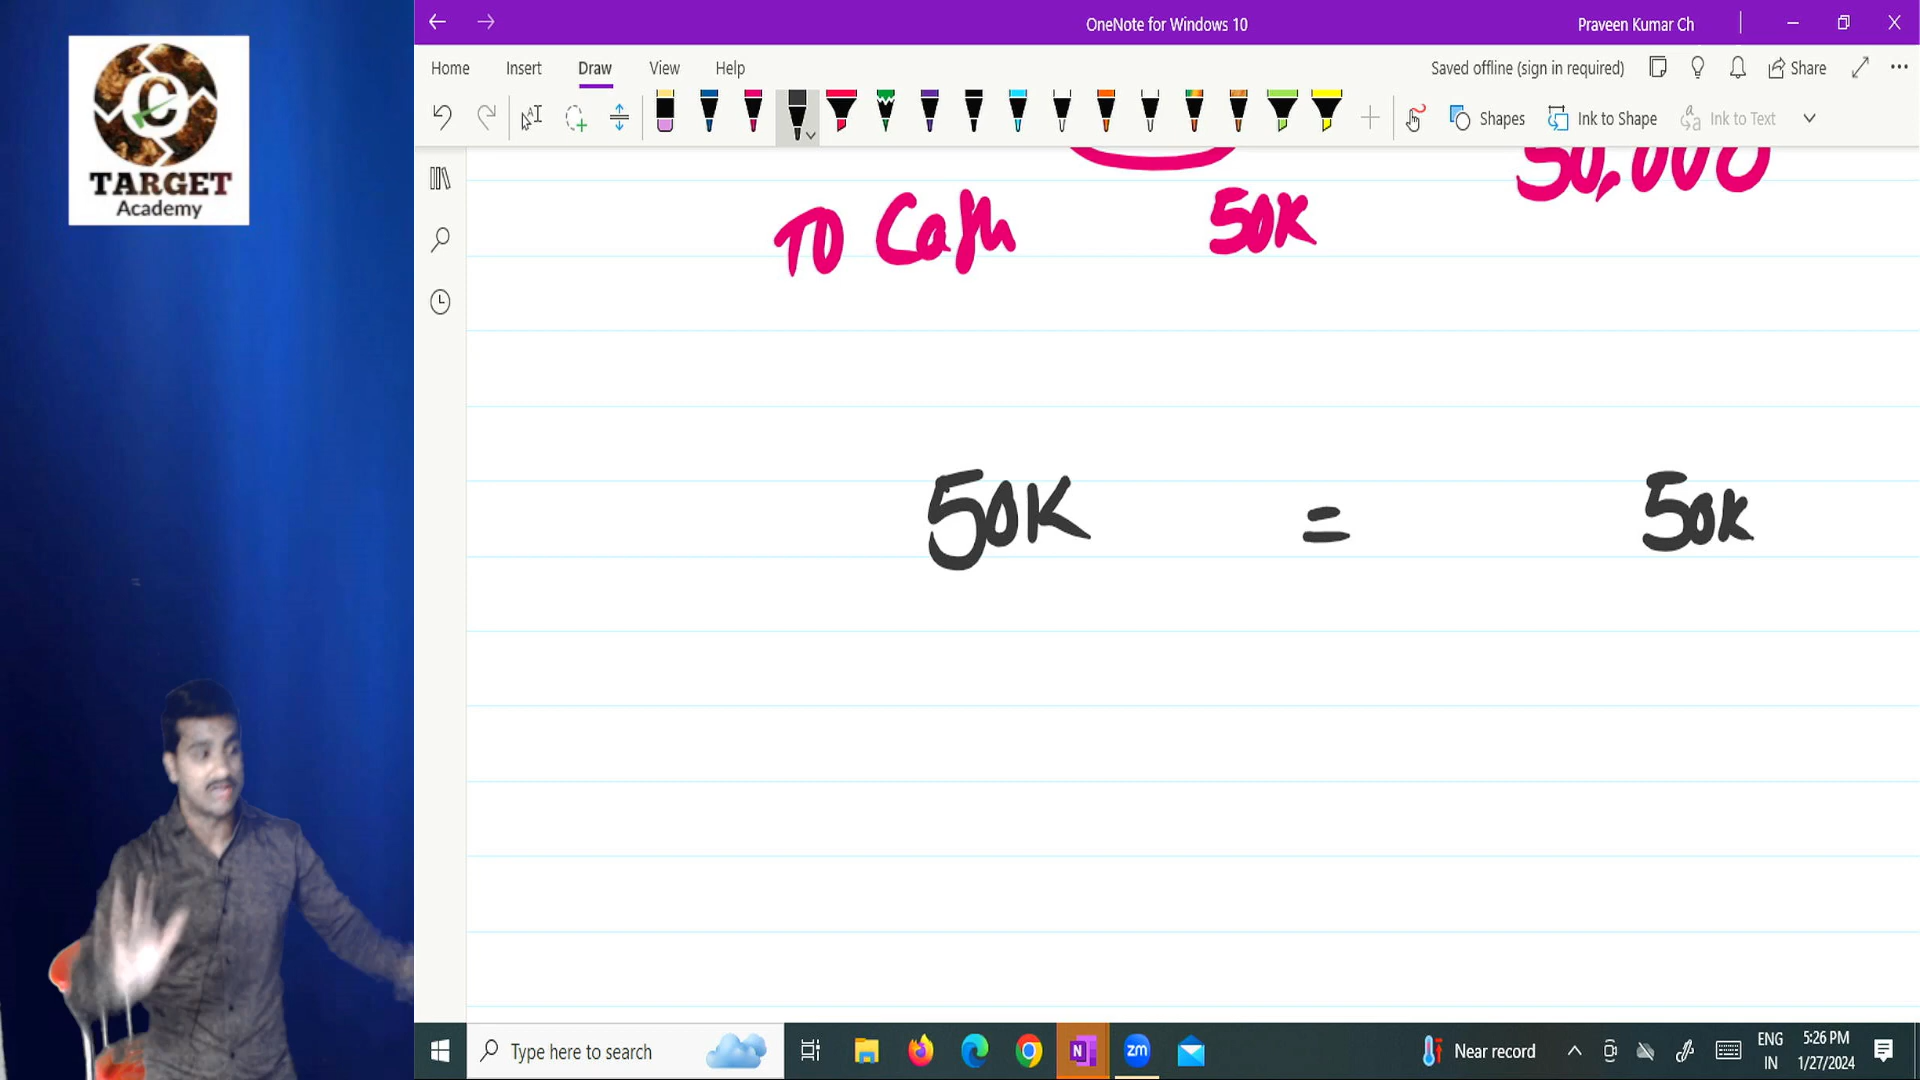 TARGET
Academy
OneNote for Windows 10
Praveen Kumar Ch
Home Insert Draw View Help
Saved offline (sign in required)
Share
Shapes
Ink to Shape
Ink to Text
50,000
TO Cash 50K
50K = 50K
Type here to search
Near record
ENG
IN
5:26 PM
1/27/2024